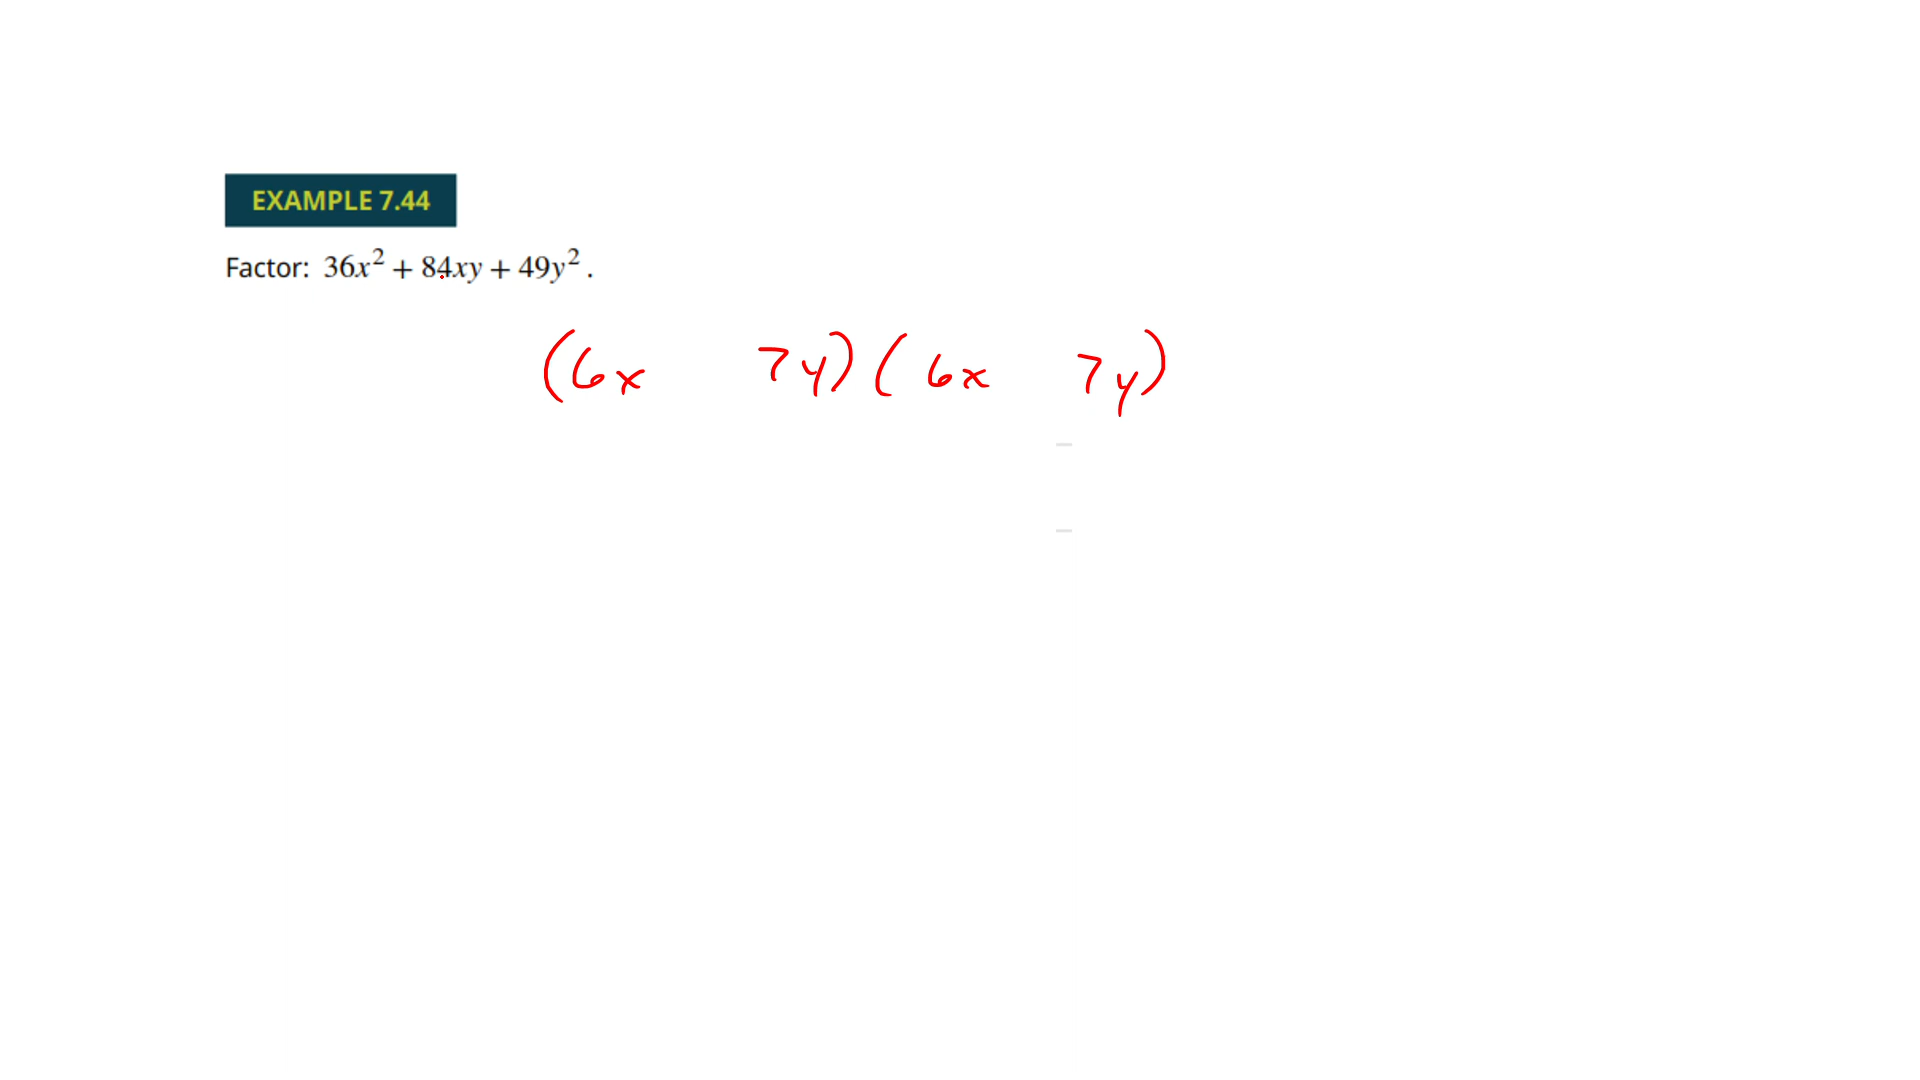 EXAMPLE 7.44
Factor: 36x² + 84xy + 49y².
(6x 7y)(6x 7y)